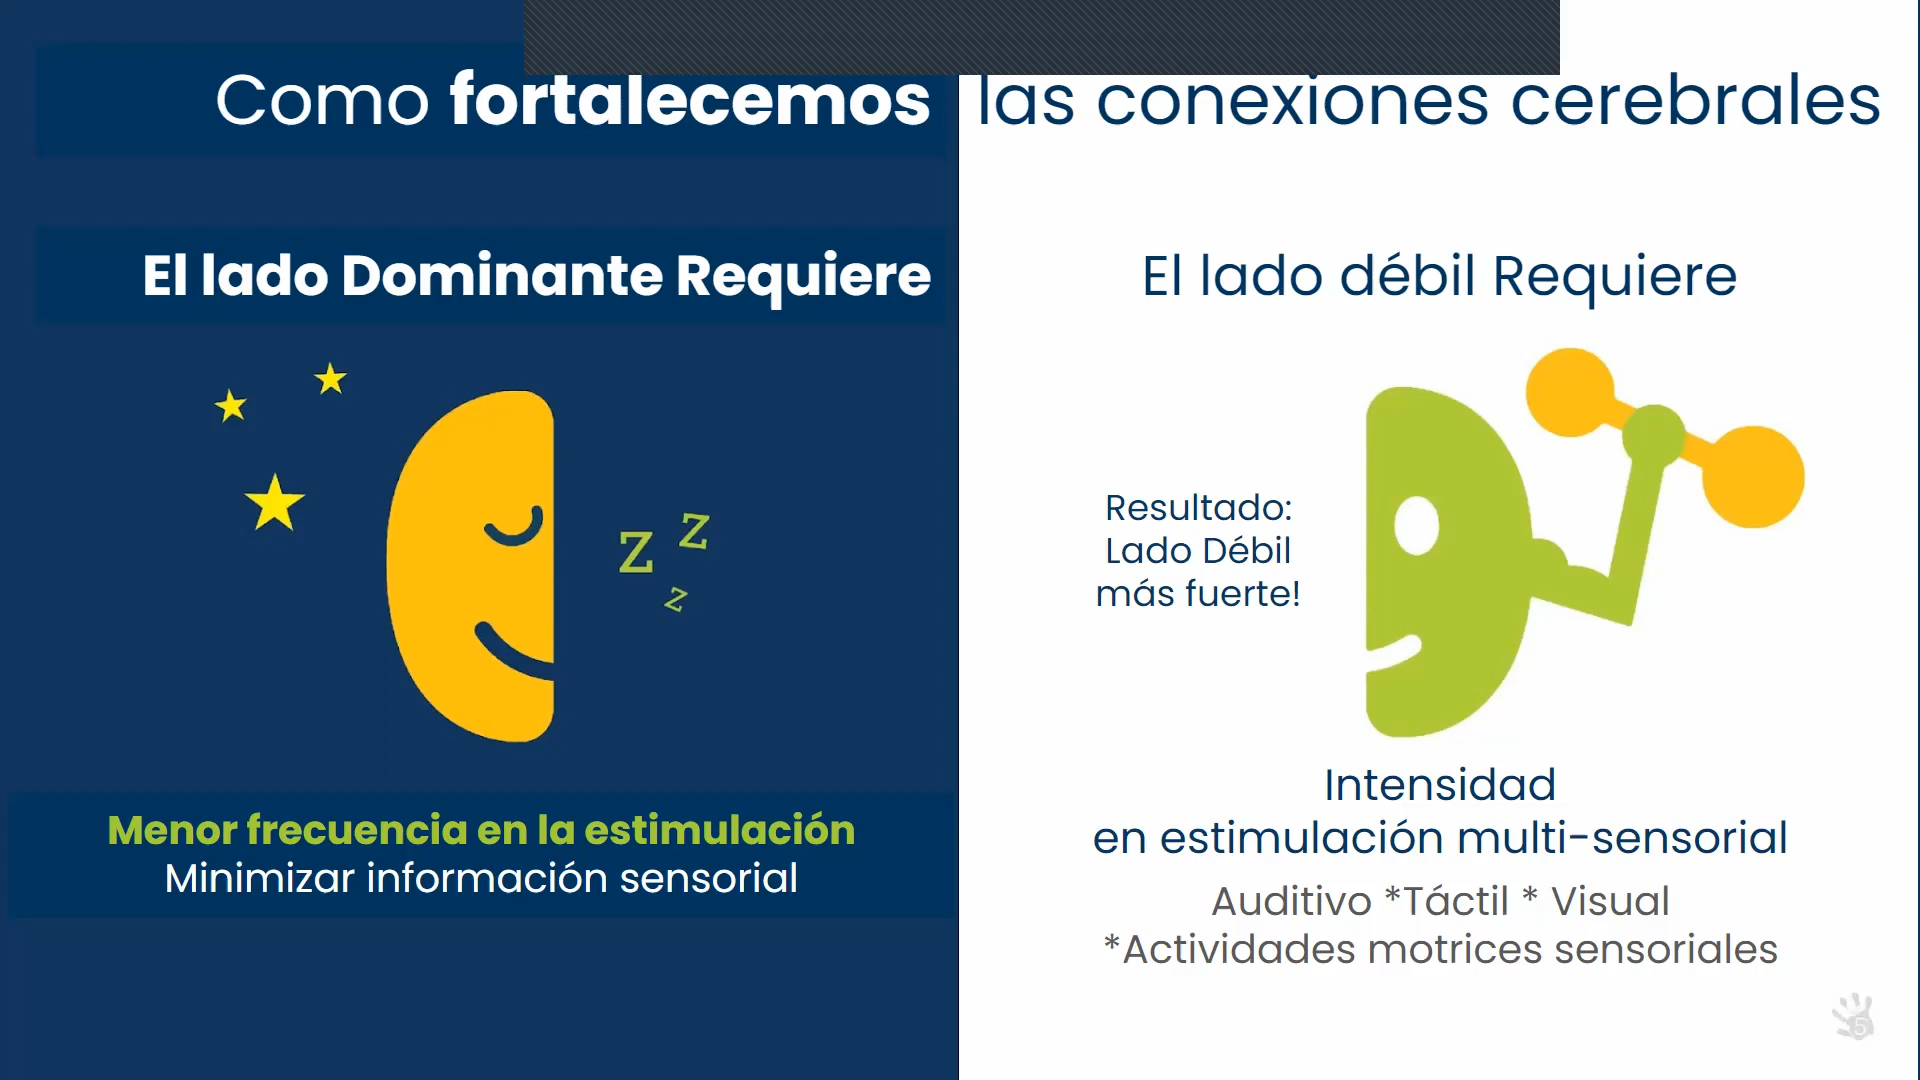 Como fortalecemos las conexiones cerebrales
El lado Dominante Requiere
z
z
z
Menor frecuencia en la estimulación
Minimizar información sensorial
El lado débil Requiere
Resultado:
Lado Débil
más fuerte!
Intensidad
en estimulación multi-sensorial
Auditivo *Táctil * Visual
*Actividades motrices sensoriales
5